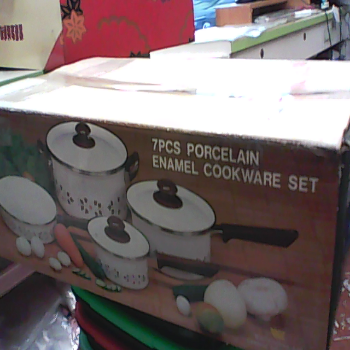 7PCS PORCELAIN
ENAMEL COOKWARE SET